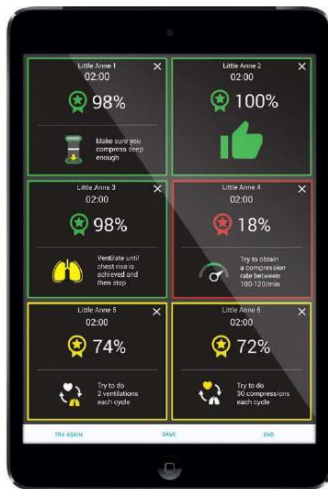 Little Anne 1
02:00
98%
Make sure you
compress deep
enough
Little Anne 2
02:00
100%
Little Anne 3
02:00
98%
Ventilate until
chest rise is
achieved and
then stop
Little Anne 4
02:00
18%
Try to obtain
a compression
rate between
100-120/min
Little Anne 5
02:00
74%
Try to do
2 ventilations
each cycle
Little Anne 6
02:00
72%
Try to do
30 compressions
each cycle
TRY AGAIN
SAVE
END